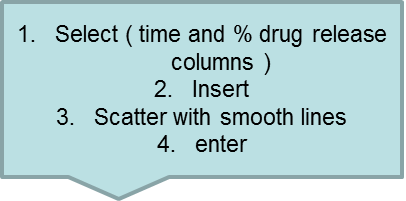 1. Select ( time and % drug release
columns )
2. Insert
3. Scatter with smooth lines
4. enter